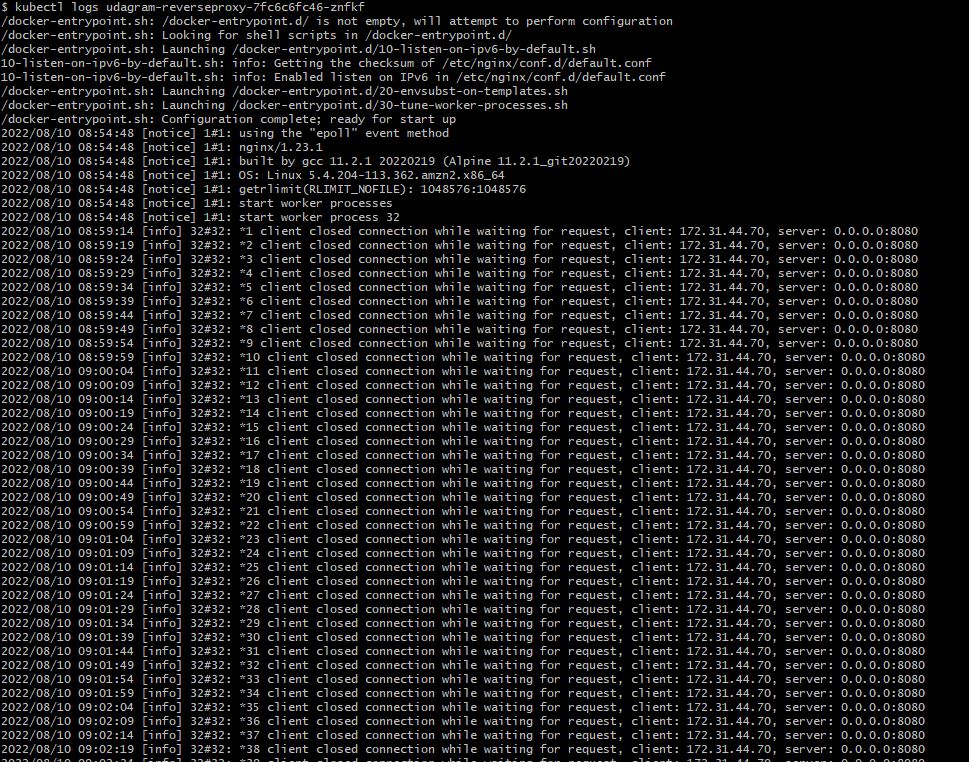 $ kubectl logs udagram-reverseproxy-7fc6c6fc46-znfkf
/docker-entrypoint.sh: /docker-entrypoint.d/ is not empty, will attempt to perform configuration
/docker-entrypoint.sh: Looking for shell scripts in /docker-entrypoint.d/
/docker-entrypoint.sh: Launching /docker-entrypoint.d/10-listen-on-ipv6-by-default.sh
10-listen-on-ipv6-by-default.sh: info: Getting the checksum of /etc/nginx/conf.d/default.conf
10-listen-on-ipv6-by-default.sh: info: Enabled listen on IPv6 in /etc/nginx/conf.d/default.conf
/docker-entrypoint.sh: Launching /docker-entrypoint.d/20-envsubst-on-templates.sh
/docker-entrypoint.sh: Launching /docker-entrypoint.d/30-tune-worker-processes.sh
/docker-entrypoint.sh: Configuration complete; ready for start up
2022/08/10 08:54:48 [notice] 1#1: using the "epoll" event method
2022/08/10 08:54:48 [notice] 1#1: nginx/1.23.1
2022/08/10 08:54:48 [notice] 1#1: built by gcc 11.2.1 20220219 (Alpine 11.2.1_git20220219)
2022/08/10 08:54:48 [notice] 1#1: OS: Linux 5.4.204-113.362.amzn2.x86_64
2022/08/10 08:54:48 [notice] 1#1: getrlimit(RLIMIT_NOFILE): 1048576:1048576
2022/08/10 08:54:48 [notice] 1#1: start worker processes
2022/08/10 08:54:48 [notice] 1#1: start worker process 32
2022/08/10 08:59:14 [info] 32#32: *1 client closed connection while waiting for request, client: 172.31.44.70, server: 0.0.0.0:8080
2022/08/10 08:59:19 [info] 32#32: *2 client closed connection while waiting for request, client: 172.31.44.70, server: 0.0.0.0:8080
2022/08/10 08:59:24 [info] 32#32: *3 client closed connection while waiting for request, client: 172.31.44.70, server: 0.0.0.0:8080
2022/08/10 08:59:29 [info] 32#32: *4 client closed connection while waiting for request, client: 172.31.44.70, server: 0.0.0.0:8080
2022/08/10 08:59:34 [info] 32#32: *5 client closed connection while waiting for request, client: 172.31.44.70, server: 0.0.0.0:8080
2022/08/10 08:59:39 [info] 32#32: *6 client closed connection while waiting for request, client: 172.31.44.70, server: 0.0.0.0:8080
2022/08/10 08:59:44 [info] 32#32: *7 client closed connection while waiting for request, client: 172.31.44.70, server: 0.0.0.0:8080
2022/08/10 08:59:49 [info] 32#32: *8 client closed connection while waiting for request, client: 172.31.44.70, server: 0.0.0.0:8080
2022/08/10 08:59:54 [info] 32#32: *9 client closed connection while waiting for request, client: 172.31.44.70, server: 0.0.0.0:8080
2022/08/10 08:59:59 [info] 32#32: *10 client closed connection while waiting for request, client: 172.31.44.70, server: 0.0.0.0:8080
2022/08/10 09:00:04 [info] 32#32: *11 client closed connection while waiting for request, client: 172.31.44.70, server: 0.0.0.0:8080
2022/08/10 09:00:09 [info] 32#32: *12 client closed connection while waiting for request, client: 172.31.44.70, server: 0.0.0.0:8080
2022/08/10 09:00:14 [info] 32#32: *13 client closed connection while waiting for request, client: 172.31.44.70, server: 0.0.0.0:8080
2022/08/10 09:00:19 [info] 32#32: *14 client closed connection while waiting for request, client: 172.31.44.70, server: 0.0.0.0:8080
2022/08/10 09:00:24 [info] 32#32: *15 client closed connection while waiting for request, client: 172.31.44.70, server: 0.0.0.0:8080
2022/08/10 09:00:29 [info] 32#32: *16 client closed connection while waiting for request, client: 172.31.44.70, server: 0.0.0.0:8080
2022/08/10 09:00:34 [info] 32#32: *17 client closed connection while waiting for request, client: 172.31.44.70, server: 0.0.0.0:8080
2022/08/10 09:00:39 [info] 32#32: *18 client closed connection while waiting for request, client: 172.31.44.70, server: 0.0.0.0:8080
2022/08/10 09:00:44 [info] 32#32: *19 client closed connection while waiting for request, client: 172.31.44.70, server: 0.0.0.0:8080
2022/08/10 09:00:49 [info] 32#32: *20 client closed connection while waiting for request, client: 172.31.44.70, server: 0.0.0.0:8080
2022/08/10 09:00:54 [info] 32#32: *21 client closed connection while waiting for request, client: 172.31.44.70, server: 0.0.0.0:8080
2022/08/10 09:00:59 [info] 32#32: *22 client closed connection while waiting for request, client: 172.31.44.70, server: 0.0.0.0:8080
2022/08/10 09:01:04 [info] 32#32: *23 client closed connection while waiting for request, client: 172.31.44.70, server: 0.0.0.0:8080
2022/08/10 09:01:09 [info] 32#32: *24 client closed connection while waiting for request, client: 172.31.44.70, server: 0.0.0.0:8080
2022/08/10 09:01:14 [info] 32#32: *25 client closed connection while waiting for request, client: 172.31.44.70, server: 0.0.0.0:8080
2022/08/10 09:01:19 [info] 32#32: *26 client closed connection while waiting for request, client: 172.31.44.70, server: 0.0.0.0:8080
2022/08/10 09:01:24 [info] 32#32: *27 client closed connection while waiting for request, client: 172.31.44.70, server: 0.0.0.0:8080
2022/08/10 09:01:29 [info] 32#32: *28 client closed connection while waiting for request, client: 172.31.44.70, server: 0.0.0.0:8080
2022/08/10 09:01:34 [info] 32#32: *29 client closed connection while waiting for request, client: 172.31.44.70, server: 0.0.0.0:8080
2022/08/10 09:01:39 [info] 32#32: *30 client closed connection while waiting for request, client: 172.31.44.70, server: 0.0.0.0:8080
2022/08/10 09:01:44 [info] 32#32: *31 client closed connection while waiting for request, client: 172.31.44.70, server: 0.0.0.0:8080
2022/08/10 09:01:49 [info] 32#32: *32 client closed connection while waiting for request, client: 172.31.44.70, server: 0.0.0.0:8080
2022/08/10 09:01:54 [info] 32#32: *33 client closed connection while waiting for request, client: 172.31.44.70, server: 0.0.0.0:8080
2022/08/10 09:01:59 [info] 32#32: *34 client closed connection while waiting for request, client: 172.31.44.70, server: 0.0.0.0:8080
2022/08/10 09:02:04 [info] 32#32: *35 client closed connection while waiting for request, client: 172.31.44.70, server: 0.0.0.0:8080
2022/08/10 09:02:09 [info] 32#32: *36 client closed connection while waiting for request, client: 172.31.44.70, server: 0.0.0.0:8080
2022/08/10 09:02:14 [info] 32#32: *37 client closed connection while waiting for request, client: 172.31.44.70, server: 0.0.0.0:8080
2022/08/10 09:02:19 [info] 32#32: *38 client closed connection while waiting for request, client: 172.31.44.70, server: 0.0.0.0:8080